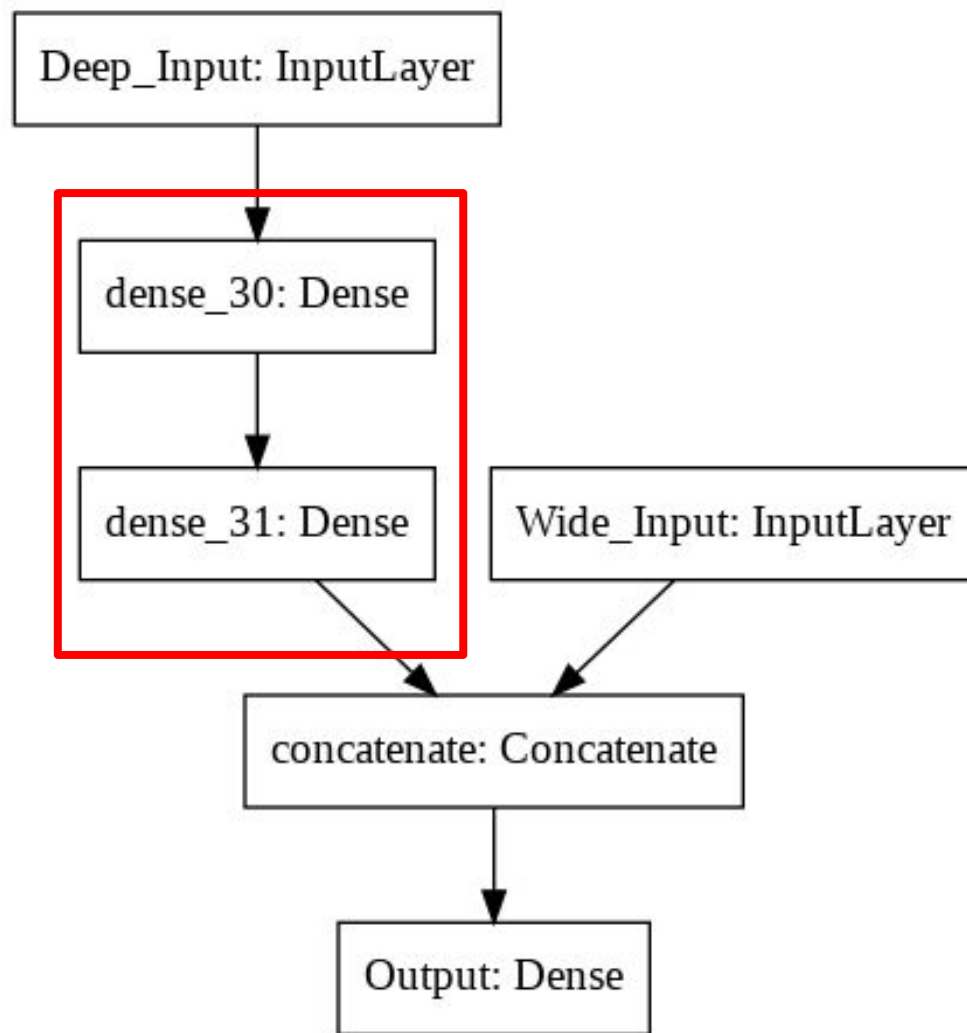 Deep_Input: InputLayer
dense_30: Dense
dense_31: Dense
Wide_Input: InputLayer
concatenate: Concatenate
Output: Dense